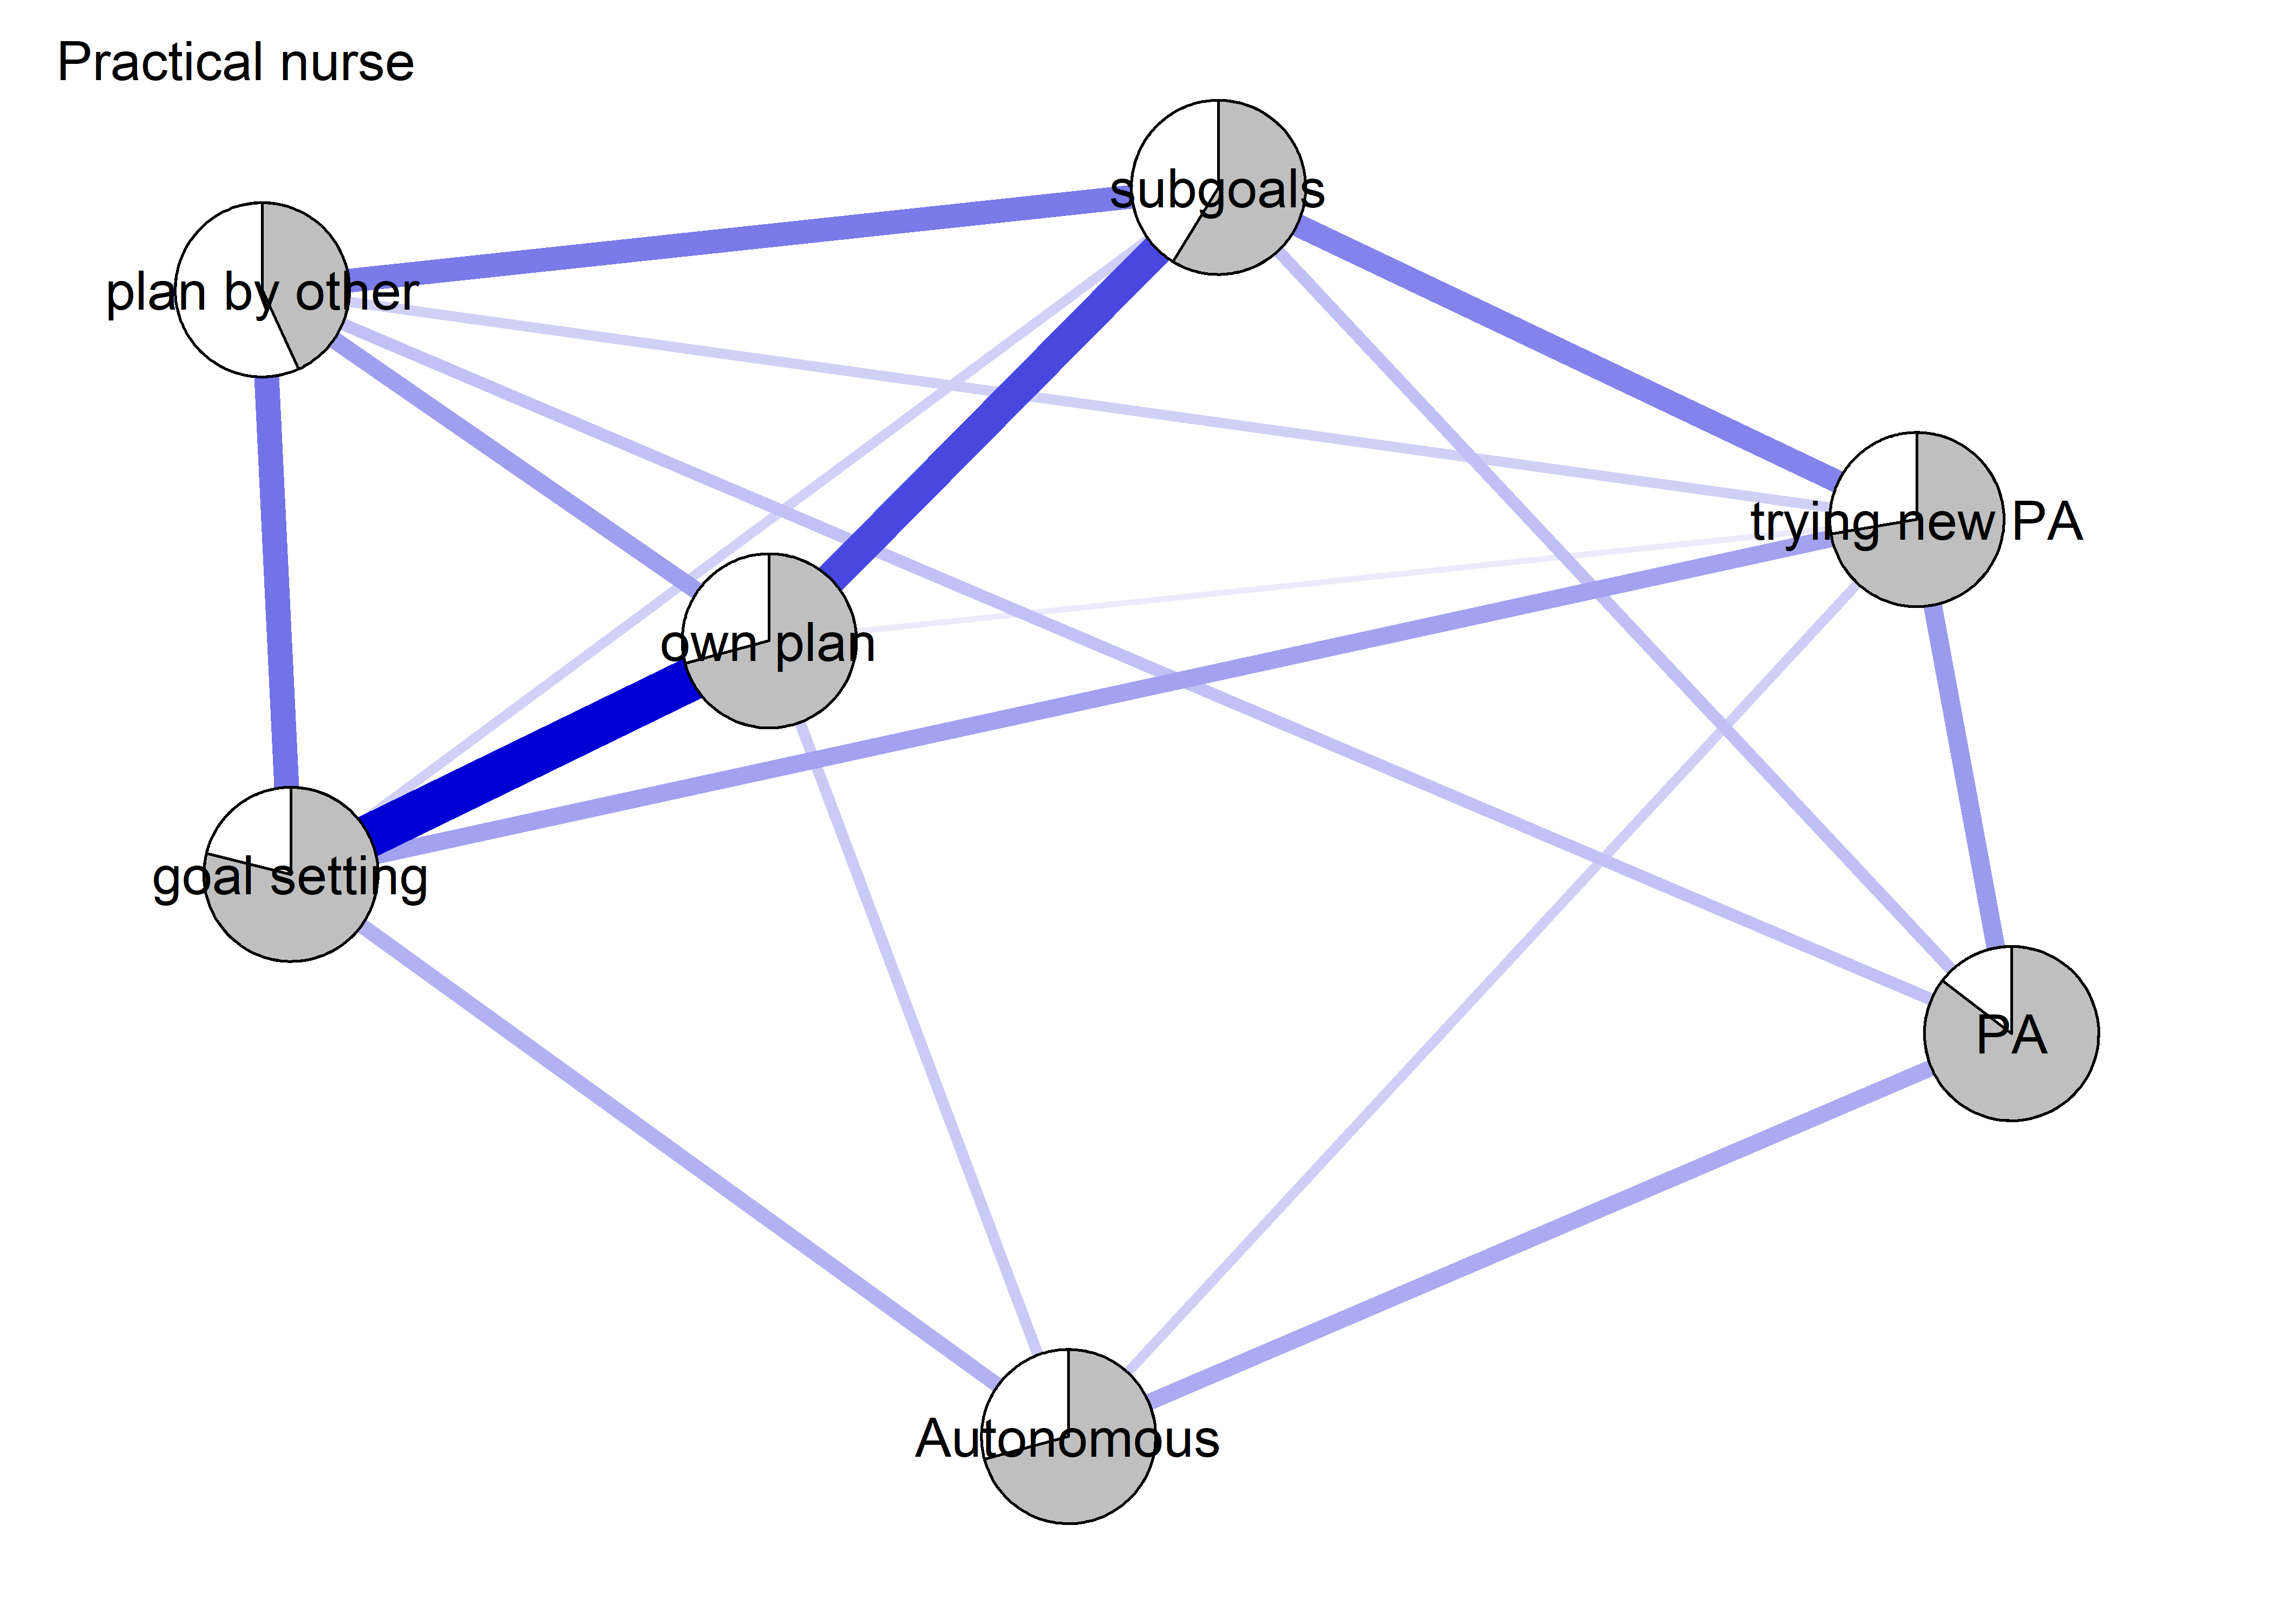 Practical nurse
subgoals
plan by other
trying new PA
own plan
goal setting
PA
Autonomous